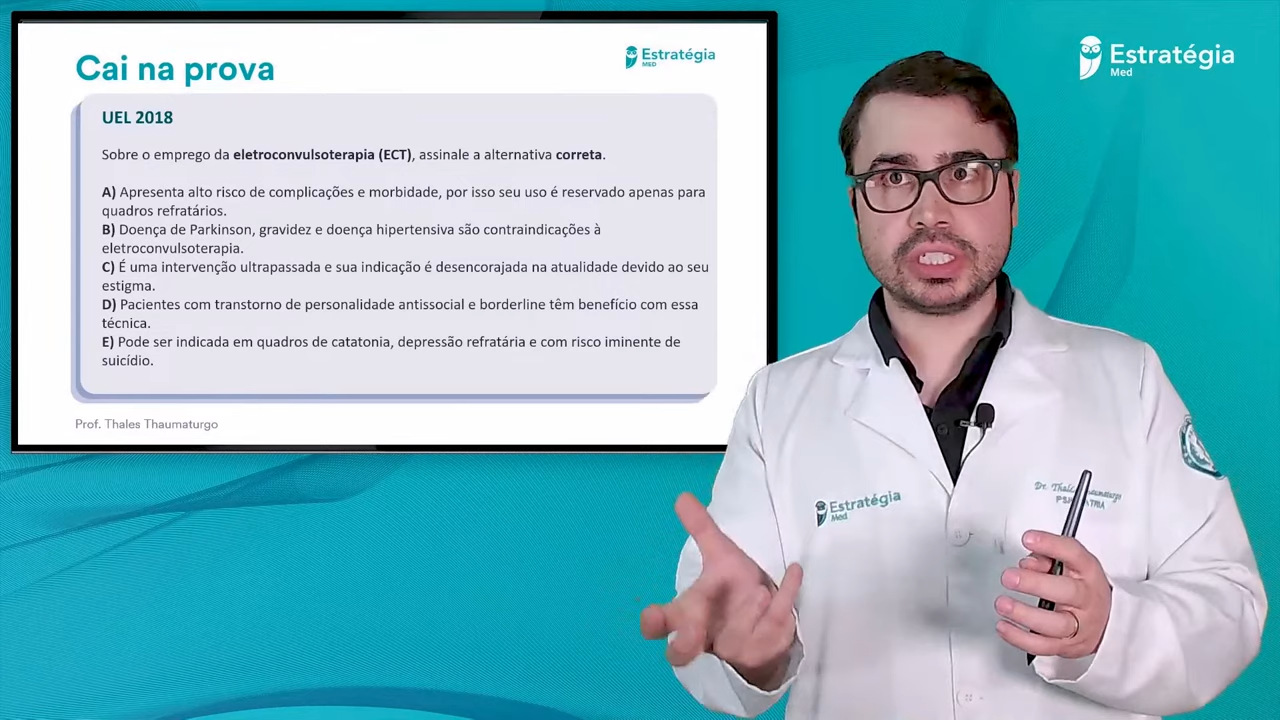 Cai na prova
Estratégia
MED
UEL 2018
Sobre o emprego da eletroconvulsoterapia (ECT), assinale a alternativa correta.
A) Apresenta alto risco de complicações e morbidade, por isso seu uso é reservado apenas para
quadros refratários.
B) Doença de Parkinson, gravidez e doença hipertensiva são contraindicações à
eletroconvulsoterapia.
C) É uma intervenção ultrapassada e sua indicação é desencorajada na atualidade devido ao seu
estigma.
D) Pacientes com transtorno de personalidade antissocial e borderline têm benefício com essa
técnica.
E) Pode ser indicada em quadros de catatonia, depressão refratária e com risco iminente de
suicídio.
Prof. Thales Thaumaturgo
Estratégia
Med
Estratégia
Med
Dr.